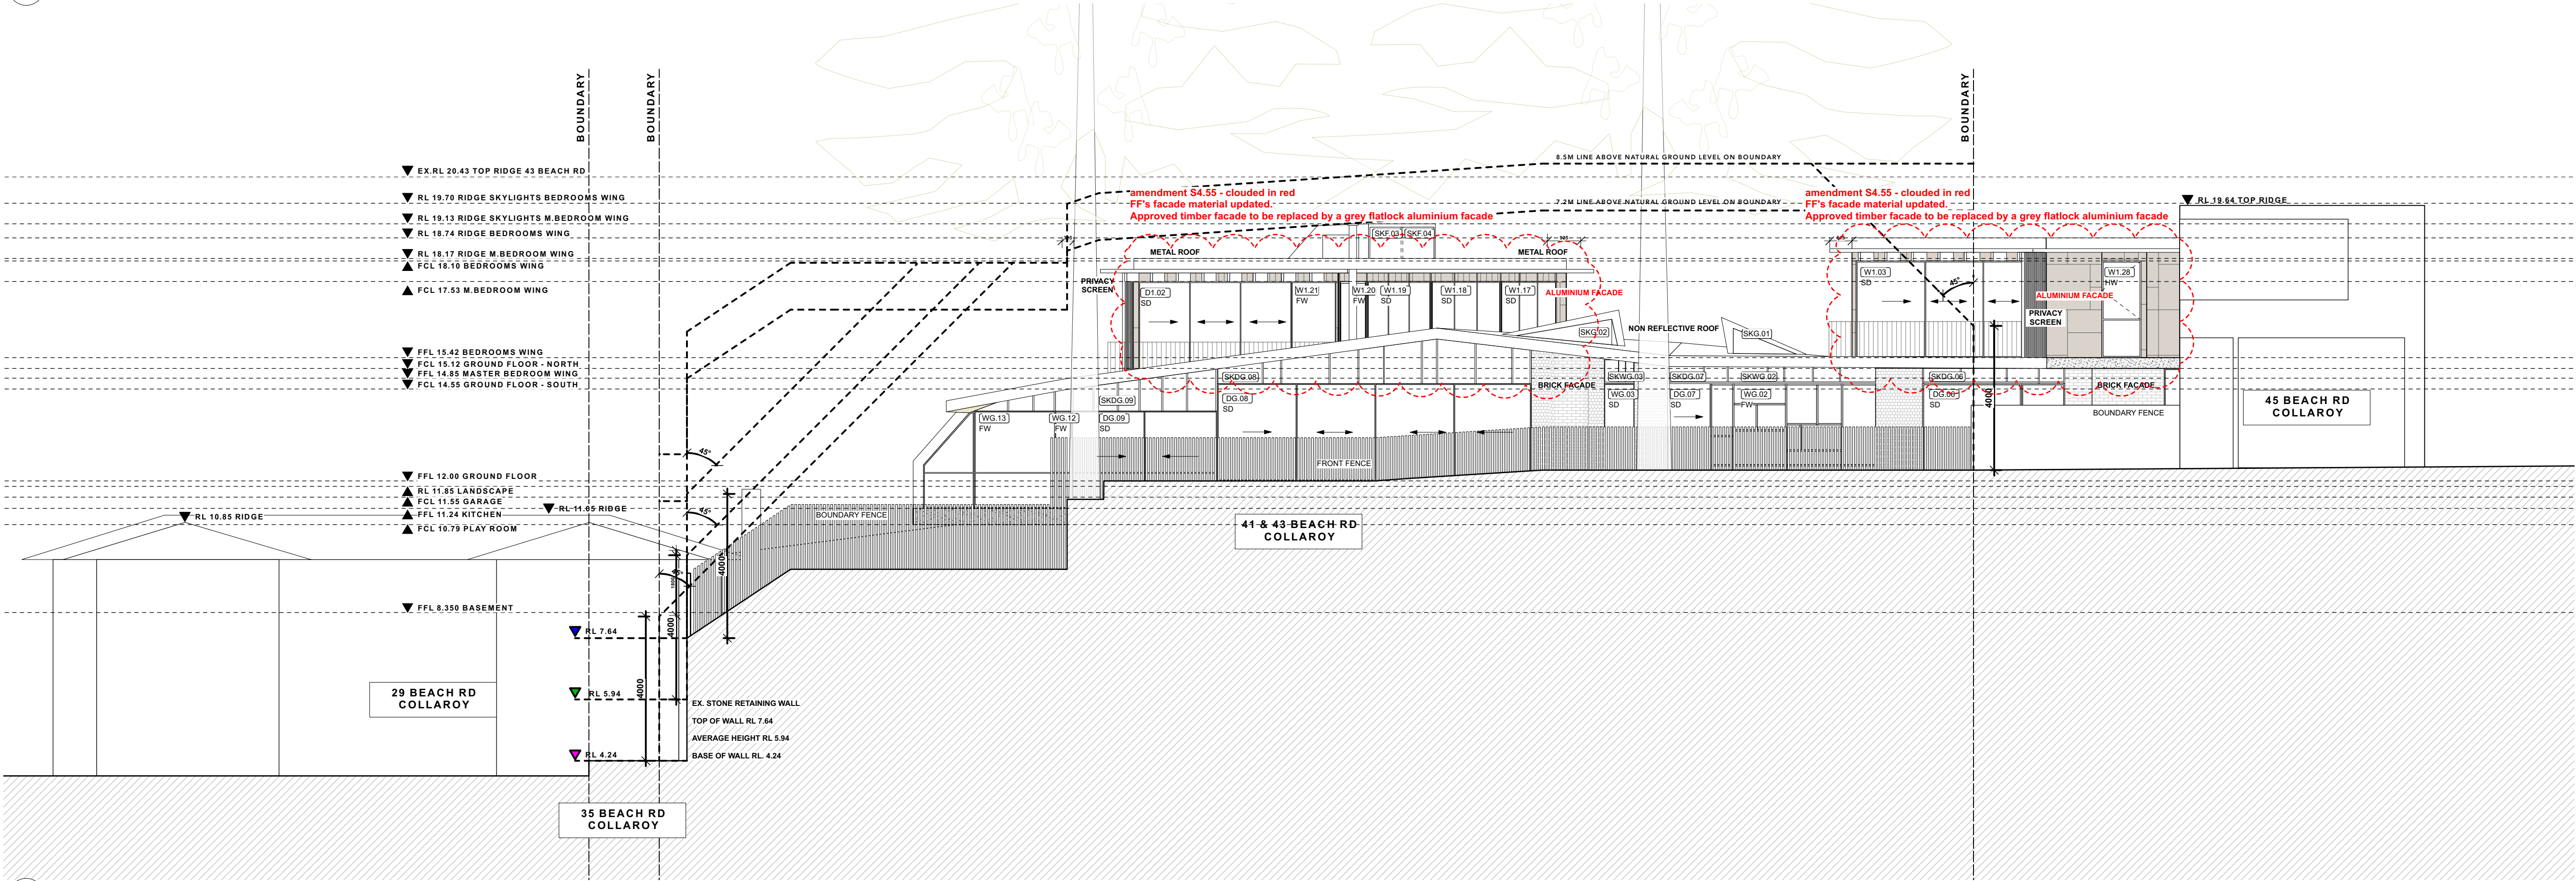 BOUNDARY
BOUNDARY
BOUNDARY
8.5M LINE ABOVE NATURAL GROUND LEVEL ON BOUNDARY
7.2M LINE ABOVE NATURAL GROUND LEVEL ON BOUNDARY
EX.RL 20.43 TOP RIDGE 43 BEACH RD
RL 19.70 RIDGE SKYLIGHTS BEDROOMS WING
RL 19.13 RIDGE SKYLIGHTS M.BEDROOM WING
RL 18.74 RIDGE BEDROOMS WING
RL 18.17 RIDGE M.BEDROOM WING
FCL 18.10 BEDROOMS WING
FCL 17.53 M.BEDROOM WING
FFL 15.42 BEDROOMS WING
FCL 15.12 GROUND FLOOR - NORTH
FFL 14.85 MASTER BEDROOM WING
FCL 14.55 GROUND FLOOR - SOUTH
FFL 12.00 GROUND FLOOR
RL 11.85 LANDSCAPE
FCL 11.55 GARAGE
FFL 11.24 KITCHEN
FCL 10.79 PLAY ROOM
FFL 8.350 BASEMENT
RL 10.85 RIDGE
RL 11.05 RIDGE
RL 7.64
RL 5.94
RL 4.24
amendment S4.55 - clouded in red
FF's facade material updated.
Approved timber facade to be replaced by a grey flatlock aluminium facade
amendment S4.55 - clouded in red
FF's facade material updated.
Approved timber facade to be replaced by a grey flatlock aluminium facade
RL 19.64 TOP RIDGE
SKF.03
SKF.04
METAL ROOF
METAL ROOF
PRIVACY
SCREEN
D1.02
SD
W1.21
FW
W1.20
FW
W1.19
SD
W1.18
SD
W1.17
SD
ALUMINIUM FACADE
SKG.02
NON REFLECTIVE ROOF
SKG.01
W1.03
SD
45°
ALUMINIUM FACADE
PRIVACY
SCREEN
W1.28
HW
SKDG.08
SKDG.09
DG.08
SD
WG.13
FW
WG.12
FW
DG.09
SD
BRICK FACADE
SKWG.03
WG.03
SD
SKDG.07
DG.07
SD
SKWG.02
WG.02
FW
SKDG.06
DG.06
SD
4000
BRICK FACADE
BOUNDARY FENCE
45 BEACH RD
COLLAROY
FRONT FENCE
BOUNDARY FENCE
41 & 43 BEACH RD
COLLAROY
45°
45°
45°
4000
4000
4000
29 BEACH RD
COLLAROY
EX. STONE RETAINING WALL
TOP OF WALL RL 7.64
AVERAGE HEIGHT RL 5.94
BASE OF WALL RL. 4.24
35 BEACH RD
COLLAROY